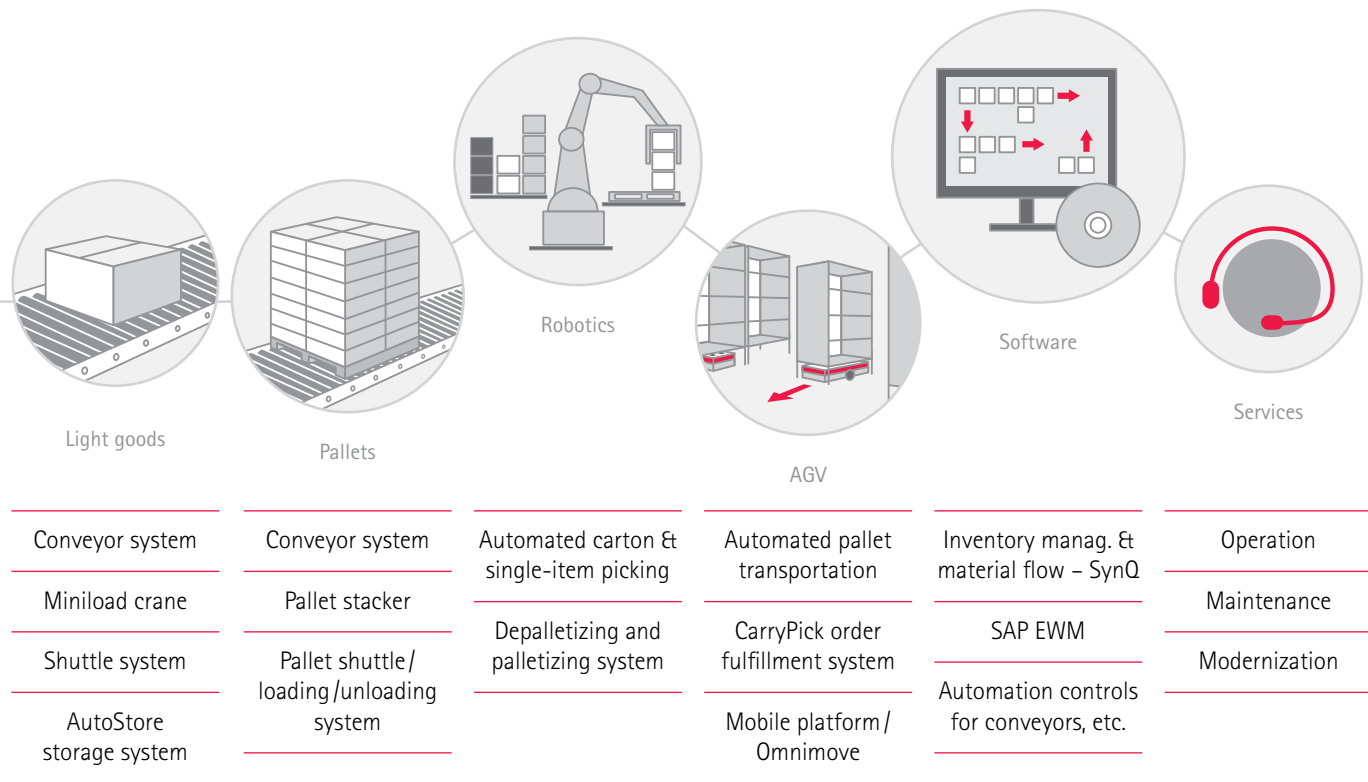 Light goods
Pallets
Robotics
AGV
Software
Services
Conveyor system
Miniload crane
Shuttle system
AutoStore
storage system
Conveyor system
Pallet stacker
Pallet shuttle/
loading/unloading
system
Automated carton &
single-item picking
Depalletizing and
palletizing system
Automated pallet
transportation
CarryPick order
fulfillment system
Mobile platform/
Omnimove
Inventory manag. &
material flow – SynQ
SAP EWM
Automation controls
for conveyors, etc.
Operation
Maintenance
Modernization